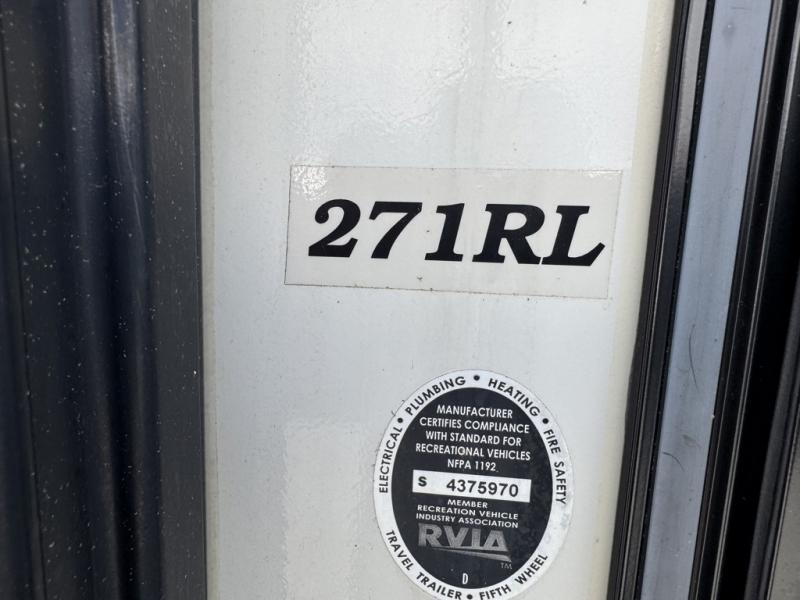 271RL
ELECTRICAL • PLUMBING • HEATING • FIRE SAFETY
MANUFACTURER
CERTIFIES COMPLIANCE
WITH STANDARD FOR
RECREATIONAL VEHICLES
NFPA 1192
S 4375970
MEMBER
RECREATION VEHICLE
INDUSTRY ASSOCIATION
RVIA
TM
D
TRAVEL TRAILER • FIFTH WHEEL